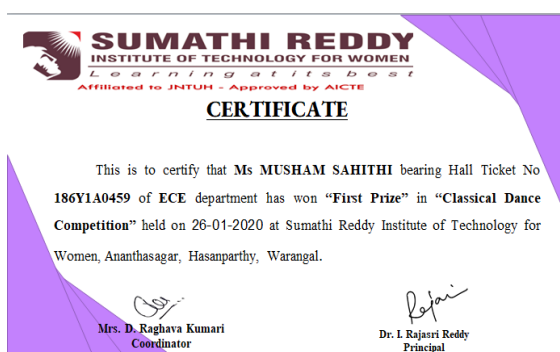 SUMATHI REDDY
INSTITUTE OF TECHNOLOGY FOR WOMEN
Learning at its best
Affiliated to JNTUH - Approved by AICTE
CERTIFICATE
This is to certify that Ms MUSHAM SAHITHI bearing Hall Ticket No
186Y1A0459 of ECE department has won “First Prize” in “Classical Dance
Competition” held on 26-01-2020 at Sumathi Reddy Institute of Technology for
Women, Ananthasagar, Hasanparthy, Warangal.
Mrs. D. Raghava Kumari
Coordinator
Dr. I. Rajasri Reddy
Principal